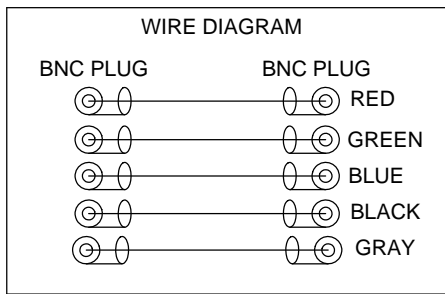 WIRE DIAGRAM
BNC PLUG BNC PLUG
RED
GREEN
BLUE
BLACK
GRAY